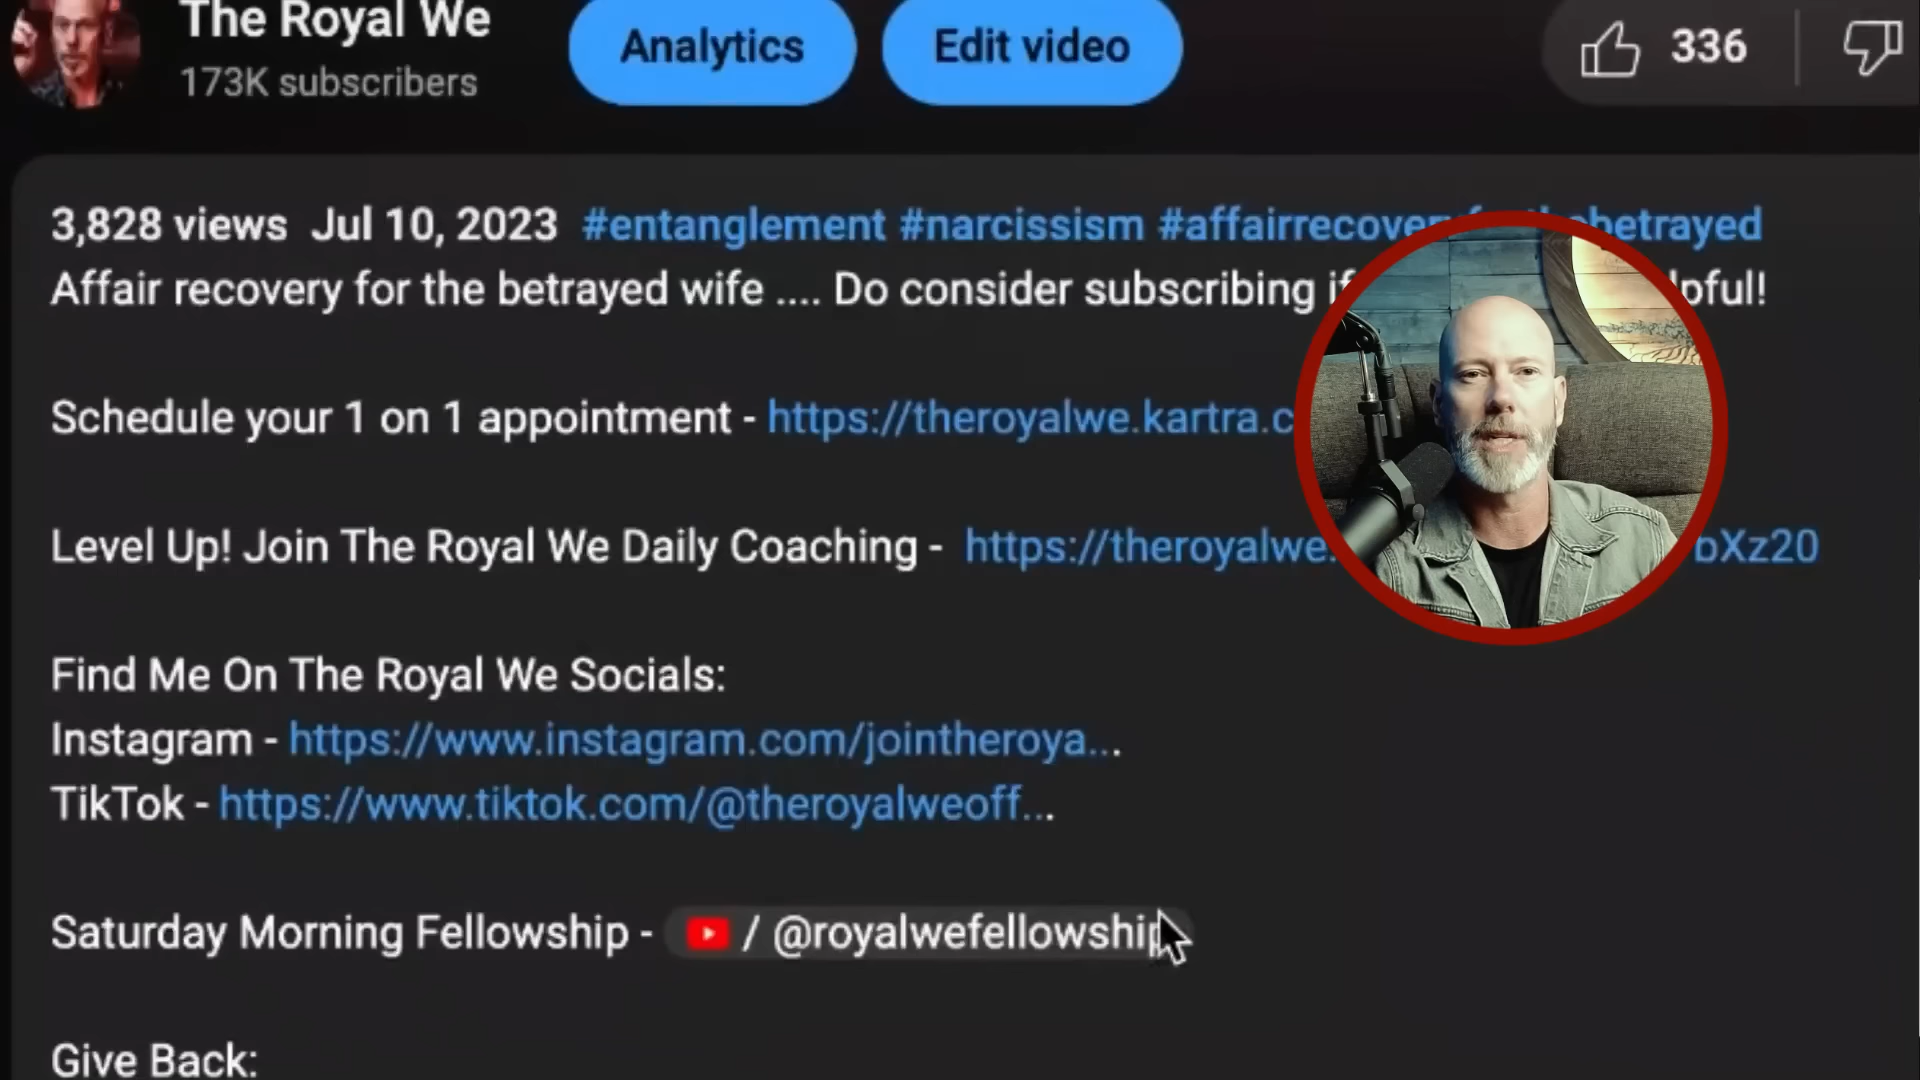 The Royal We
173K subscribers
Analytics
Edit video
336
3,828 views Jul 10, 2023 #entanglement #narcissism
Affair recovery for the betrayed wife .... Do consider subscribing
Schedule your 1 on 1 appointment - https://theroyalwe.kartra.c
Level Up! Join The Royal We Daily Coaching - https://theroyalwe. bXz20
Find Me On The Royal We Socials:
Instagram - https://www.instagram.com/jointheroya...
TikTok - https://www.tiktok.com/@theroyalweoff...
Saturday Morning Fellowship - / @royalwefellowship
Give Back: